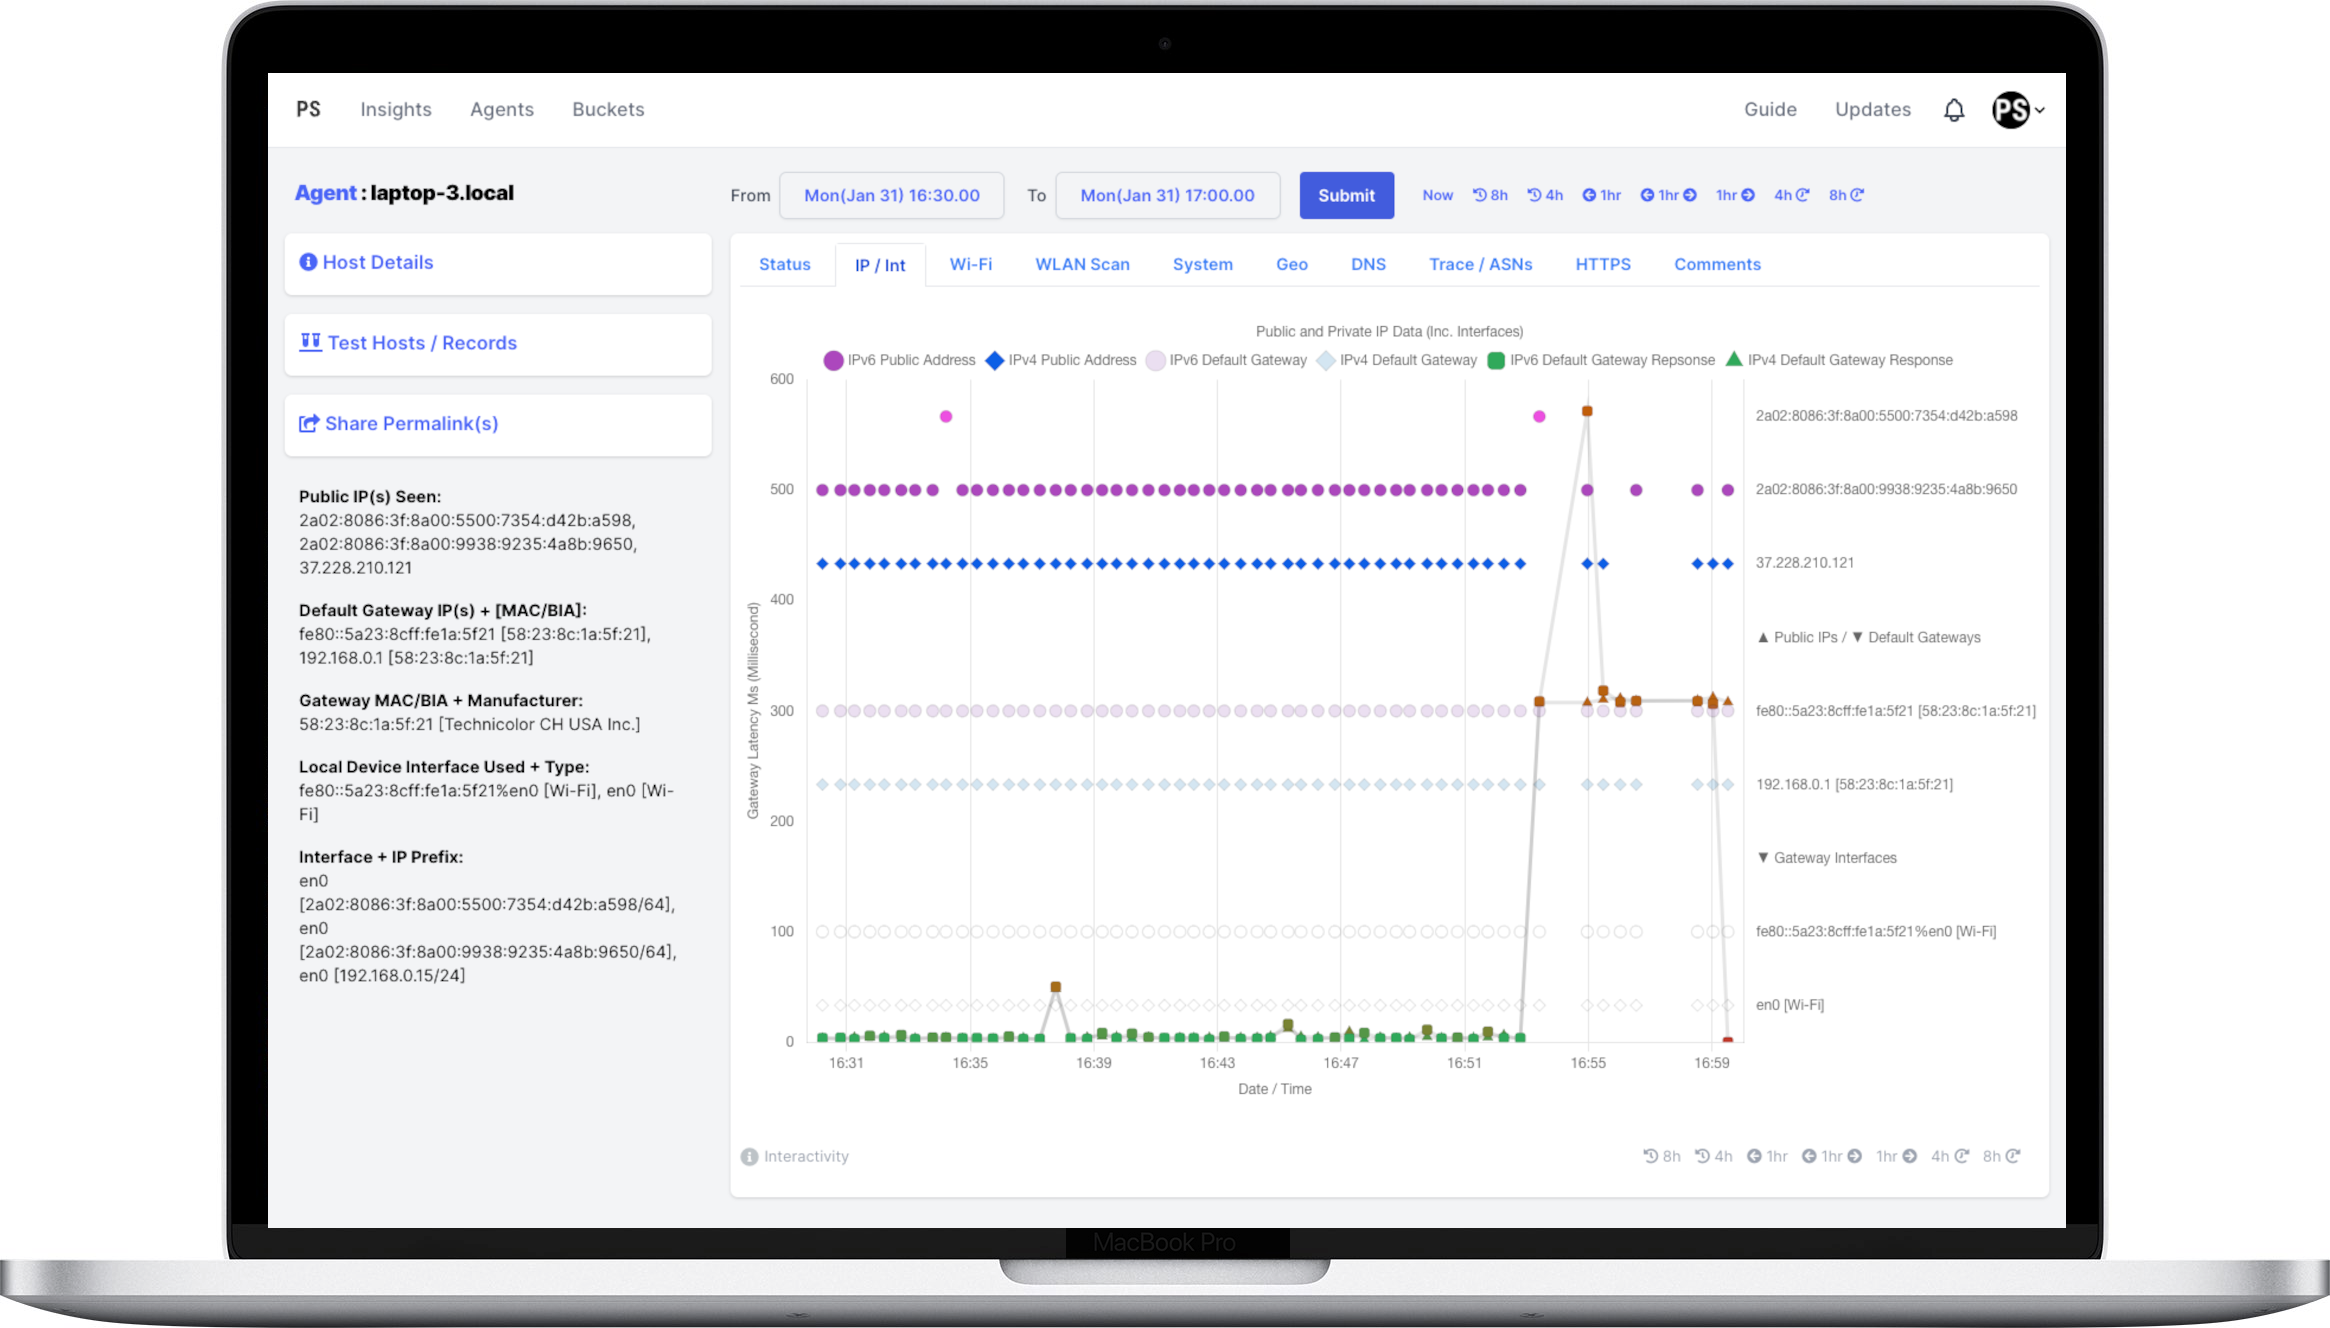 PS Insights Agents Buckets Guide Updates PS
Agent : laptop-3.local
From Mon(Jan 31) 16:30.00 To Mon(Jan 31) 17:00.00 Submit Now 8h 4h 1hr 1hr 1hr 4h 8h
Host Details
Test Hosts / Records
Share Permalink(s)
Public IP(s) Seen:
2a02:8086:3f:8a00:5500:7354:d42b:a598,
2a02:8086:3f:8a00:9938:9235:4a8b:9650,
37.228.210.121
Default Gateway IP(s) + [MAC/BIA]:
fe80::5a23:8cff:fe1a:5f21 [58:23:8c:1a:5f:21],
192.168.0.1 [58:23:8c:1a:5f:21]
Gateway MAC/BIA + Manufacturer:
58:23:8c:1a:5f:21 [Technicolor CH USA Inc.]
Local Device Interface Used + Type:
fe80::5a23:8cff:fe1a:5f21%en0 [Wi-Fi], en0 [Wi-
Fi]
Interface + IP Prefix:
en0
[2a02:8086:3f:8a00:5500:7354:d42b:a598/64],
en0
[2a02:8086:3f:8a00:9938:9235:4a8b:9650/64],
en0 [192.168.0.15/24]
Status IP / Int Wi-Fi WLAN Scan System Geo DNS Trace / ASNs HTTPS Comments
Public and Private IP Data (Inc. Interfaces)
IPv6 Public Address IPv4 Public Address IPv6 Default Gateway IPv4 Default Gateway IPv6 Default Gateway Repsonse IPv4 Default Gateway Response
600
500
400
300
200
100
0
Gateway Latency Ms (Millisecond)
2a02:8086:3f:8a00:5500:7354:d42b:a598
2a02:8086:3f:8a00:9938:9235:4a8b:9650
37.228.210.121
▲ Public IPs / ▼ Default Gateways
fe80::5a23:8cff:fe1a:5f21 [58:23:8c:1a:5f:21]
192.168.0.1 [58:23:8c:1a:5f:21]
▼ Gateway Interfaces
fe80::5a23:8cff:fe1a:5f21%en0 [Wi-Fi]
en0 [Wi-Fi]
16:31 16:35 16:39 16:43 16:47 16:51 16:55 16:59
Date / Time
Interactivity 8h 4h 1hr 1hr 1hr 4h 8h
MacBook Pro